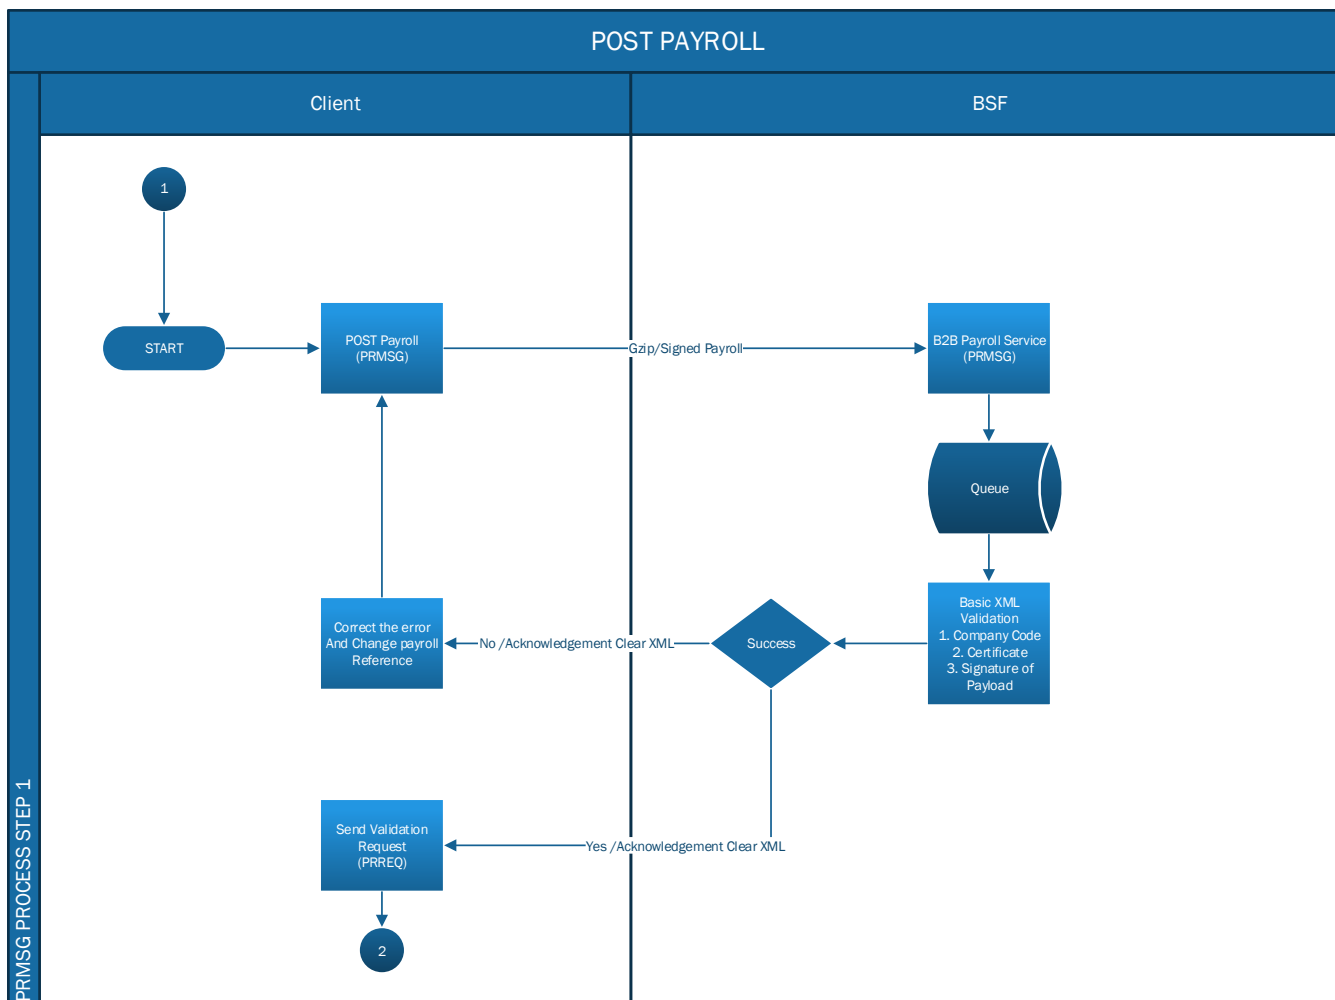 POST PAYROLL
Client
BSF
PRMSG PROCESS STEP 1
1
START
POST Payroll
(PRMSG)
Gzip/Signed Payroll
B2B Payroll Service
(PRMSG)
Queue
Basic XML
Validation
1. Company Code
2. Certificate
3. Signature of
Payload
Success
No /Acknowledgement Clear XML
Correct the error
And Change payroll
Reference
Yes /Acknowledgement Clear XML
Send Validation
Request
(PRREQ)
2